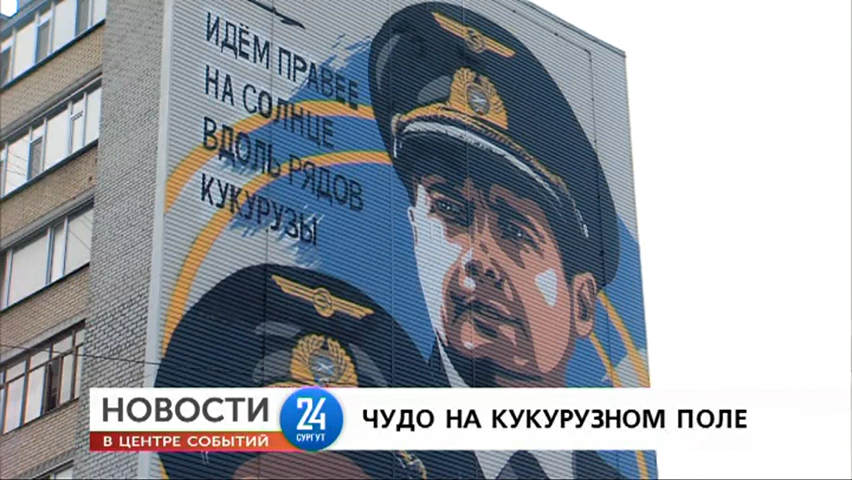 ИДЁМ ПРАВЕЕ
НА СОЛНЦЕ
ВДОЛЬ РЯДОВ
КУКУРУЗЫ
НОВОСТИ
В ЦЕНТРЕ СОБЫТИЙ
24
СУРГУТ
ЧУДО НА КУКУРУЗНОМ ПОЛЕ